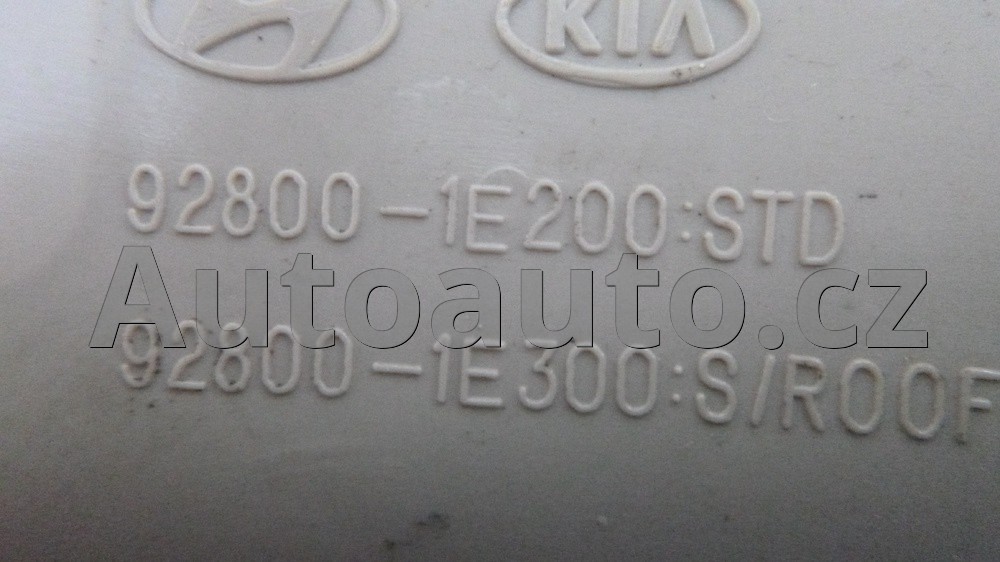 KIA
92800-1E200:STD
Autoauto.cz
92800-1E300:S/ROOF